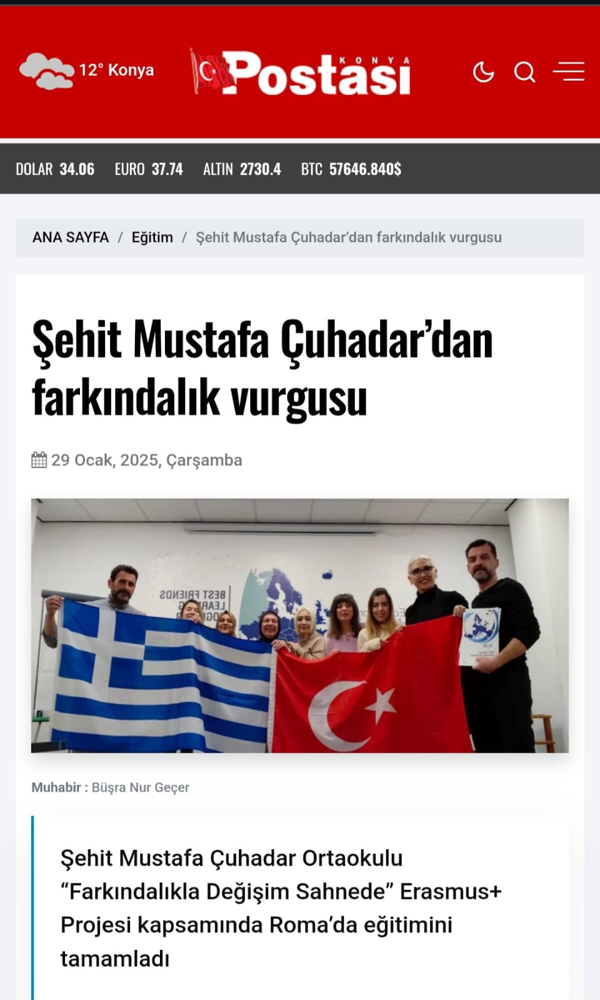 12° Konya
KONYA
Postası
DOLAR 34.06 EURO 37.74 ALTIN 2730.4 BTC 57646.840$
ANA SAYFA / Eğitim / Şehit Mustafa Çuhadar’dan farkındalık vurgusu
Şehit Mustafa Çuhadar’dan
farkındalık vurgusu
29 Ocak, 2025, Çarşamba
BEST FRIENDS
Muhabir : Büşra Nur Geçer
Şehit Mustafa Çuhadar Ortaokulu
“Farkındalıkla Değişim Sahnede” Erasmus+
Projesi kapsamında Roma’da eğitimini
tamamladı